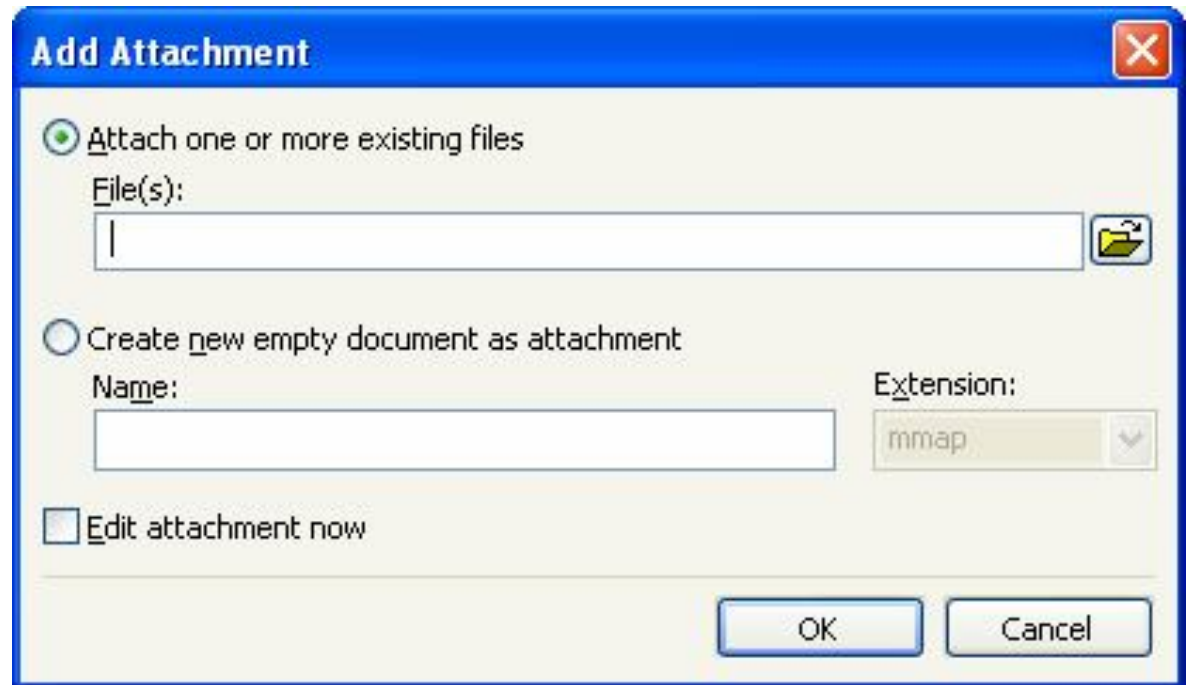 Add Attachment
Attach one or more existing files
File(s):
Create new empty document as attachment
Name:
Extension:
mmap
Edit attachment now
OK
Cancel